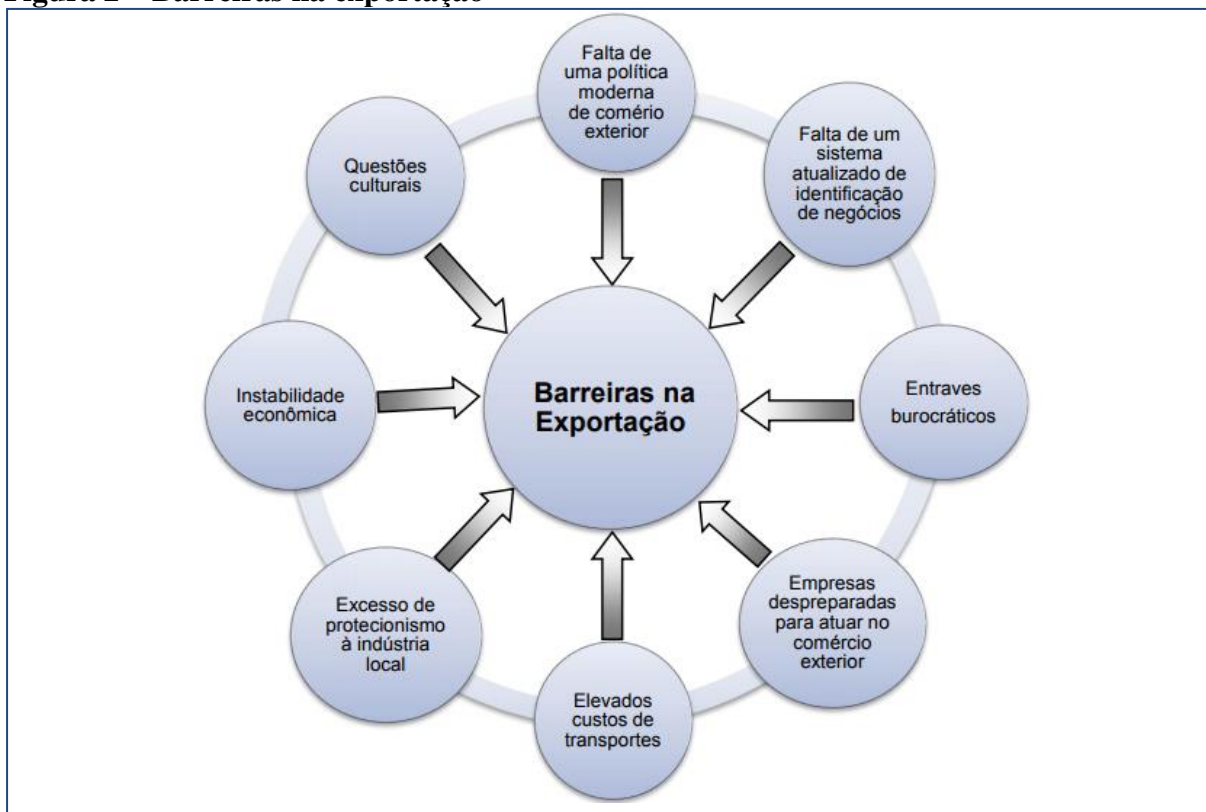 Falta de
uma política
moderna
de comério
exterior
Falta de um
sistema
atualizado de
identificação
de negócios
Entraves
burocráticos
Empresas
despreparadas
para atuar no
comércio
exterior
Elevados
custos de
transportes
Excesso de
protecionismo
à indústria
local
Instabilidade
econômica
Questões
culturais
Barreiras na
Exportação